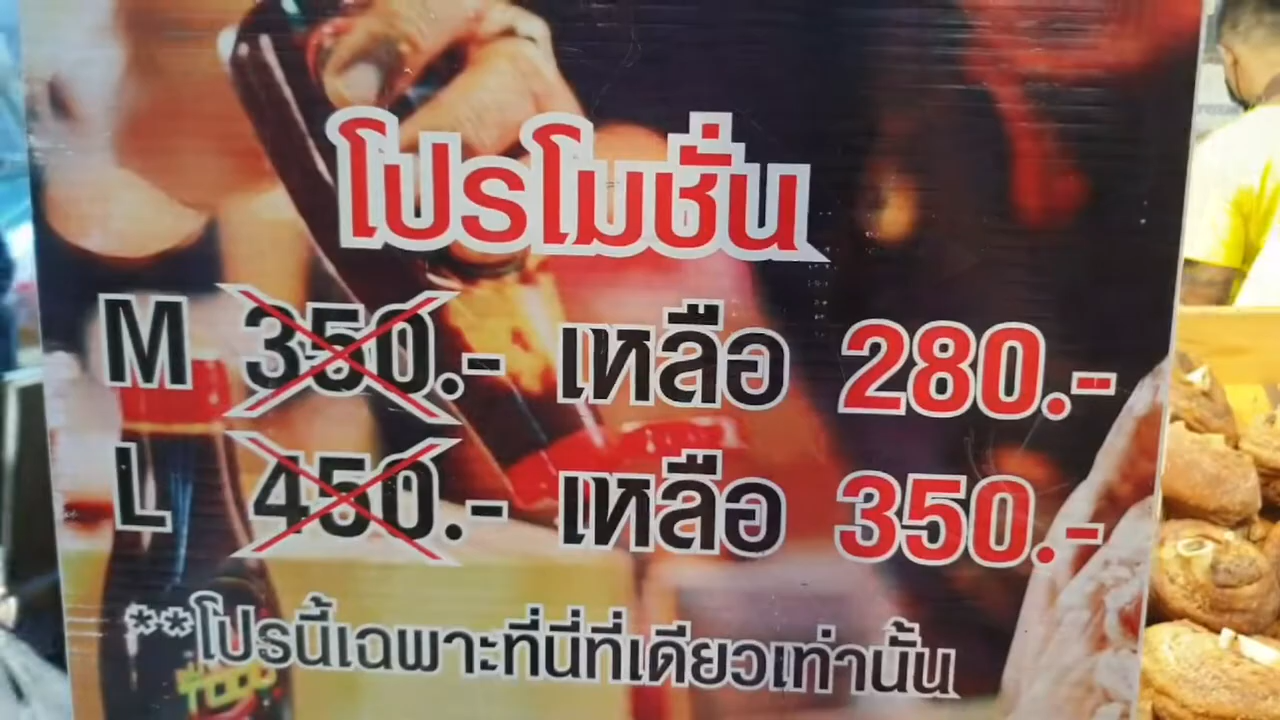 โปรโมชั่น
M 350.- เหลือ 280.-
L 450.- เหลือ 350.-
**โปรนี้เฉพาะที่นี่ที่เดียวเท่านั้น